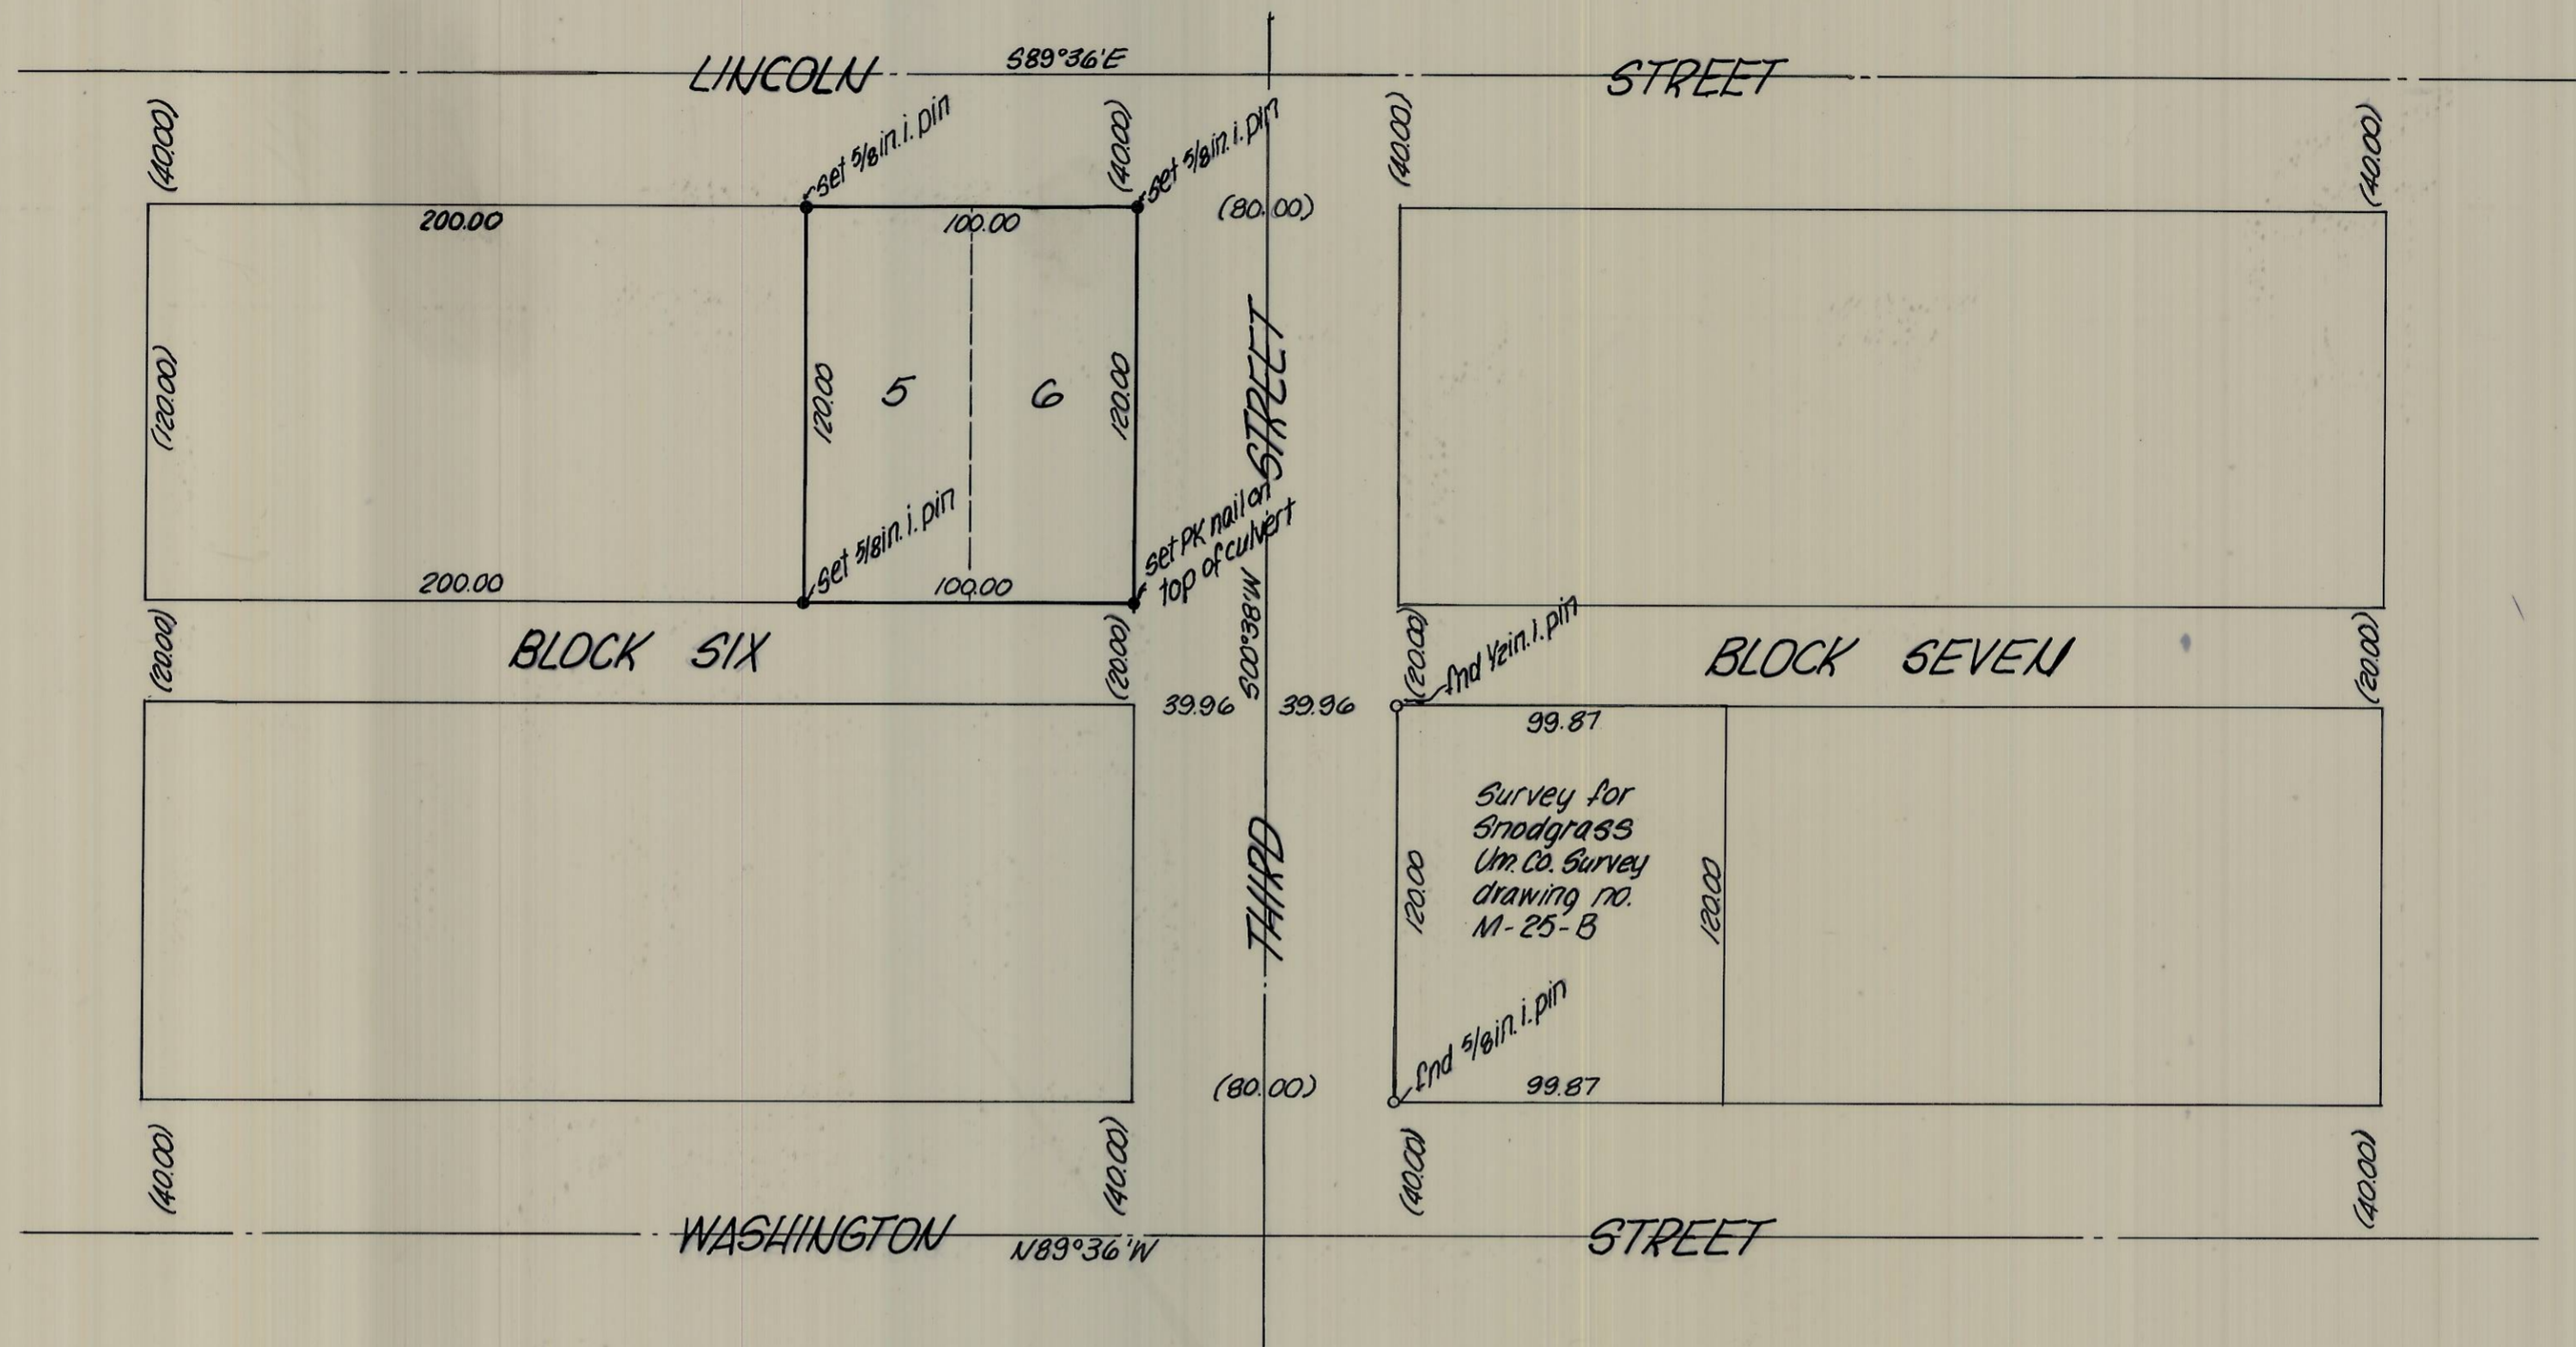 S89°36'E
LINCOLN STREET
(40.00)
(40.00)
(40.00)
(40.00)
set 5/8in. i. pin
set 5/8in. i. pin
200.00
100.00
(80.00)
(120.00)
120.00
5
6
120.00
STREET
set 5/8in. i. pin
set PK nail on
top of culvert
200.00
100.00
S00°38'W
(20.00)
BLOCK SIX
(20.00)
(20.00)
fnd 1/2in. i. pin
BLOCK SEVEN
(20.00)
39.96
39.96
99.87
Survey for
Snodgrass
Um. Co. Survey
drawing no.
M-25-B
120.00
120.00
THIRD
fnd 5/8in. i. pin
(80.00)
99.87
(40.00)
(40.00)
(40.00)
(40.00)
WASHINGTON STREET
N89°36'W